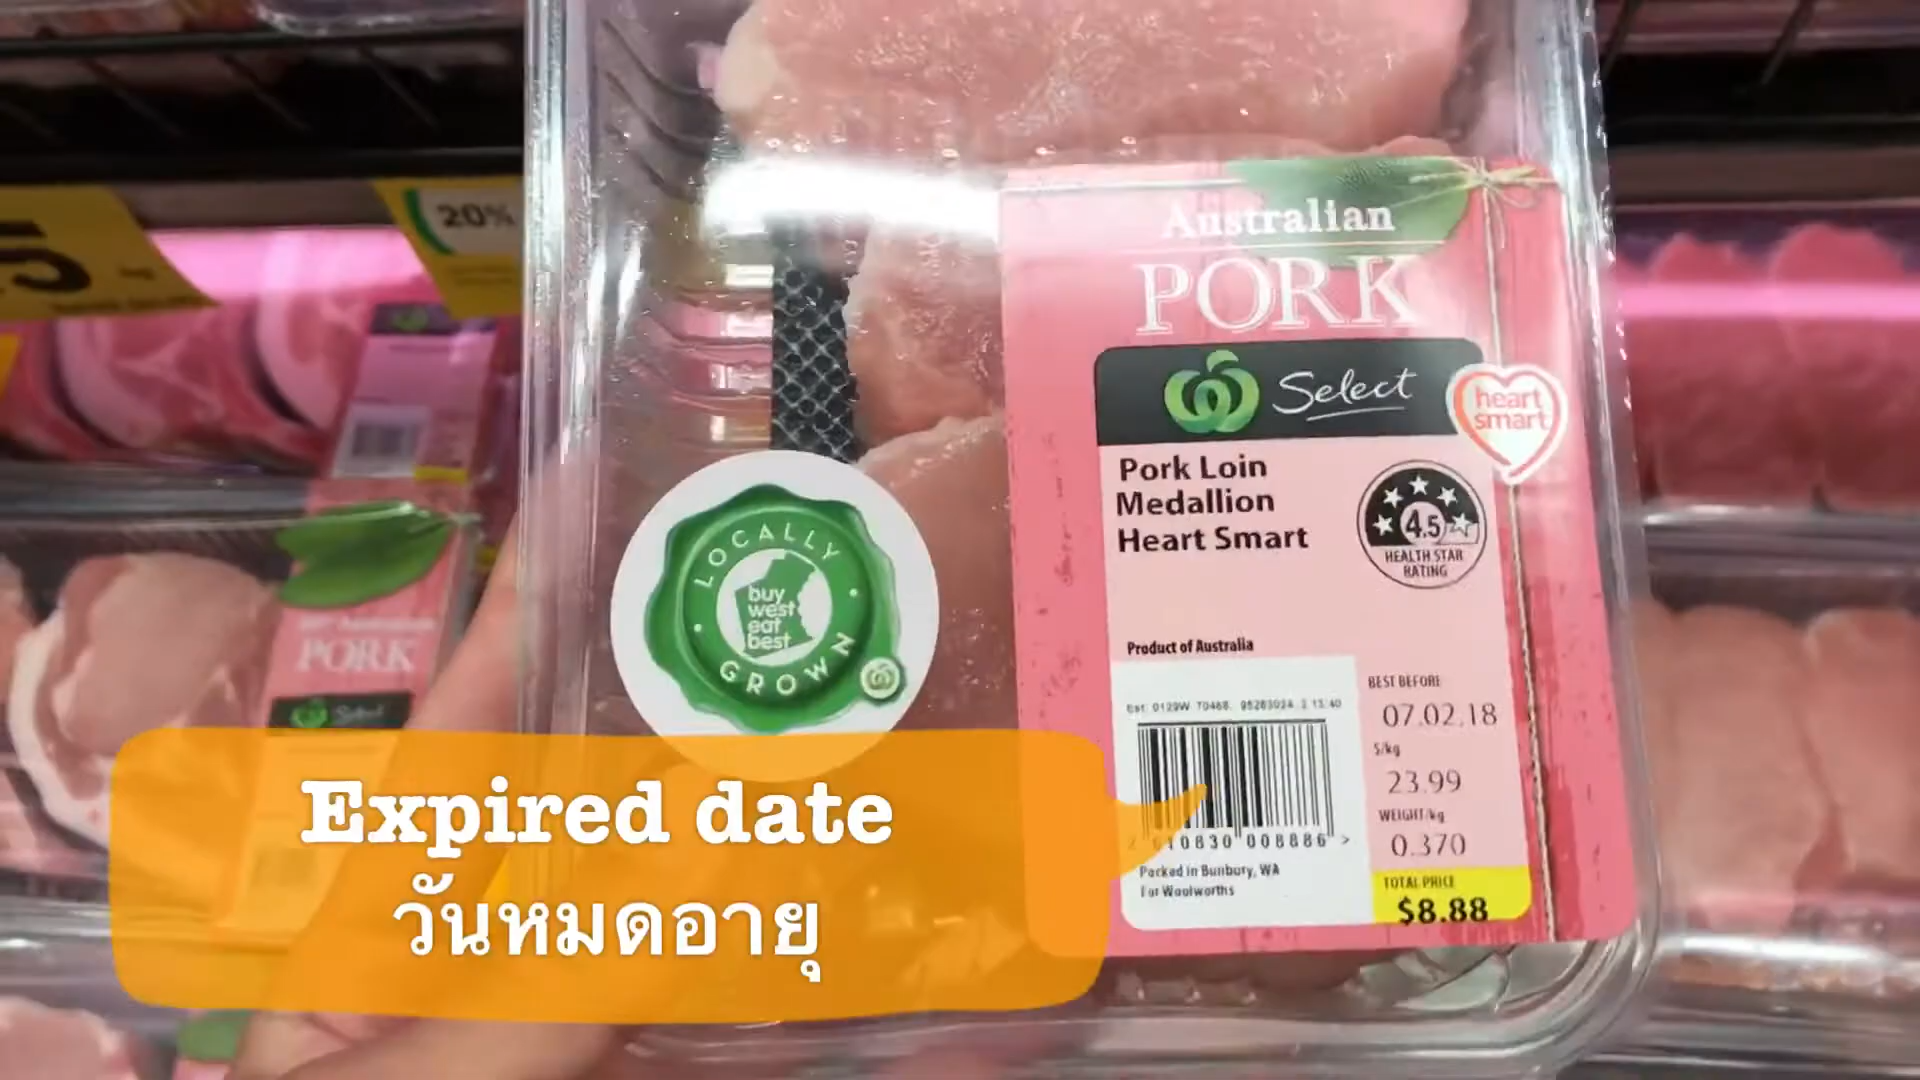 20%
5
Australian
PORK
Select
heart
smart
Pork Loin
Medallion
Heart Smart
4.5
HEALTH STAR
RATING
LOCALLY
buy
west
eat
best
GROWN
Product of Australia
BEST BEFORE
07.02.18
$/kg
23.99
WEIGHT/kg
0.370
TOTAL PRICE
$8.88
Packed in Bunbury, WA
For Woolworths
PORK
Select
Expired date
วันหมดอายุ